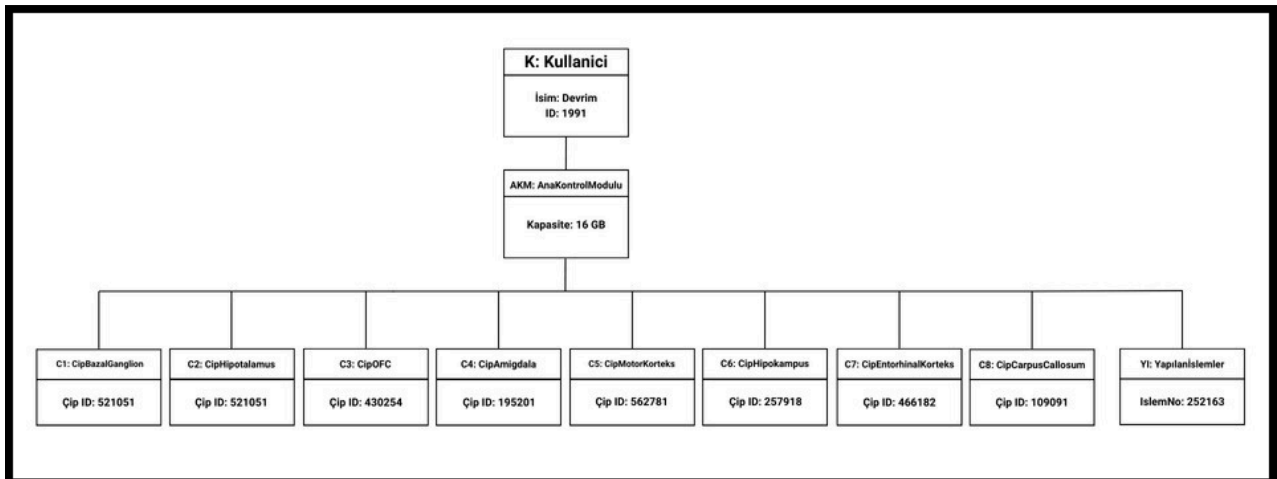 K: Kullanici
İsim: Devrim
ID: 1991
AKM: AnaKontrolModulu
Kapasite: 16 GB
C1: CipBazalGanglion
Çip ID: 521051
C2: CipHipotalamus
Çip ID: 521051
C3: CipOFC
Çip ID: 430254
C4: CipAmigdala
Çip ID: 195201
C5: CipMotorKorteks
Çip ID: 562781
C6: CipHipokampus
Çip ID: 257918
C7: CipEntorhinalKorteks
Çip ID: 466182
C8: CipCarpusCallosum
Çip ID: 109091
YI: Yapılanİslemler
IslemNo: 252163